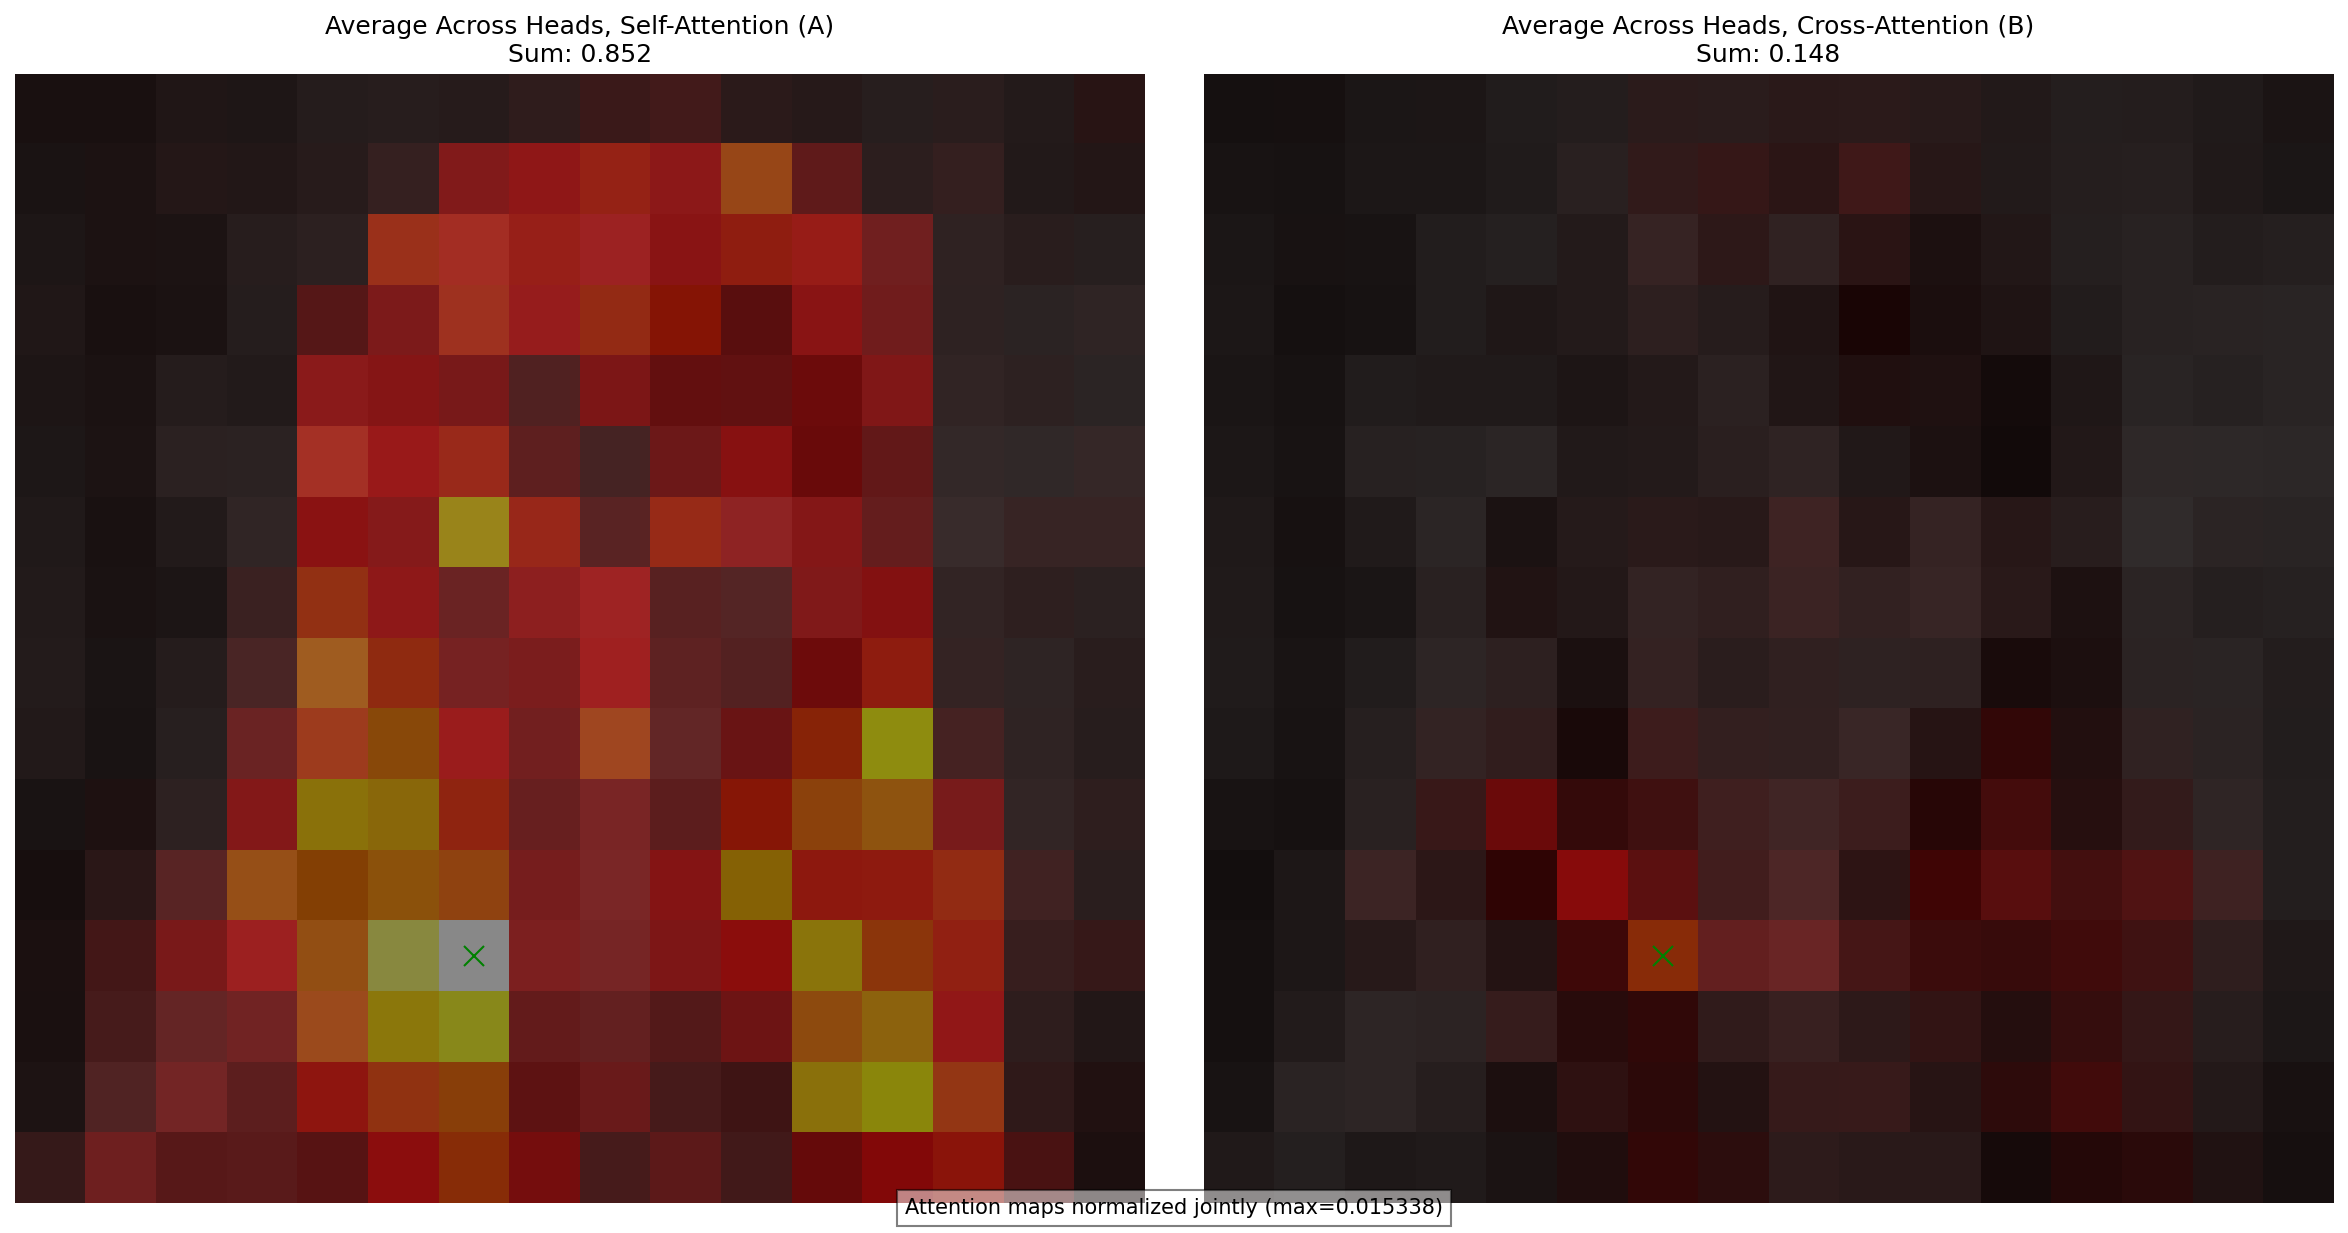 Average Across Heads, Self-Attention (A)
Sum: 0.852
Average Across Heads, Cross-Attention (B)
Sum: 0.148
Attention maps normalized jointly (max=0.015338)